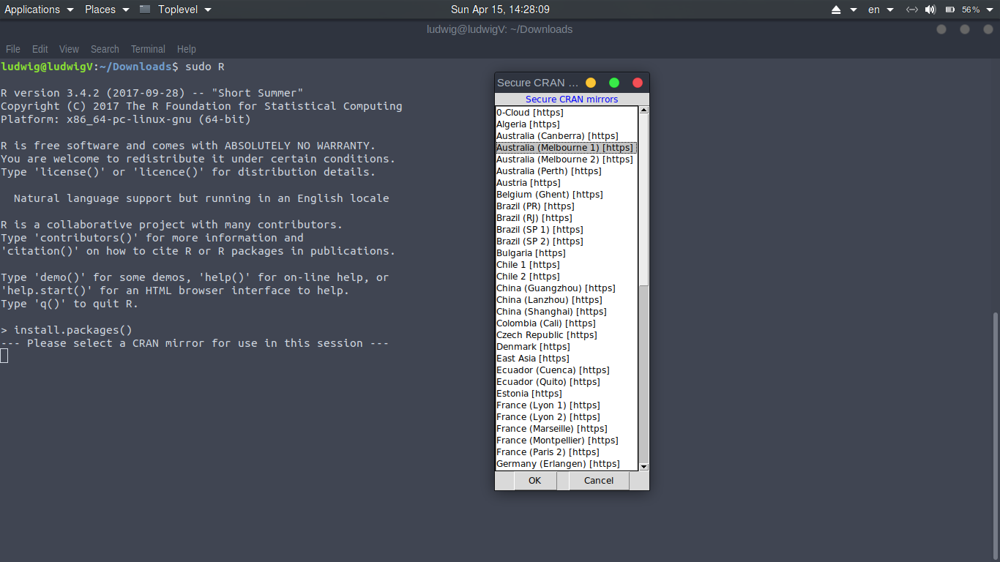 Applications Places Toplevel Sun Apr 15, 14:28:09 en 56%
ludwig@ludwigV: ~/Downloads
File Edit View Search Terminal Help
ludwig@ludwigV:~/Downloads$ sudo R
R version 3.4.2 (2017-09-28) -- "Short Summer"
Copyright (C) 2017 The R Foundation for Statistical Computing
Platform: x86_64-pc-linux-gnu (64-bit)
R is free software and comes with ABSOLUTELY NO WARRANTY.
You are welcome to redistribute it under certain conditions.
Type 'license()' or 'licence()' for distribution details.
Natural language support but running in an English locale
R is a collaborative project with many contributors.
Type 'contributors()' for more information and
'citation()' on how to cite R or R packages in publications.
Type 'demo()' for some demos, 'help()' for on-line help, or
'help.start()' for an HTML browser interface to help.
Type 'q()' to quit R.
> install.packages()
--- Please select a CRAN mirror for use in this session ---
Secure CRAN ...
Secure CRAN mirrors
0-Cloud [https]
Algeria [https]
Australia (Canberra) [https]
Australia (Melbourne 1) [https]
Australia (Melbourne 2) [https]
Australia (Perth) [https]
Austria [https]
Belgium (Ghent) [https]
Brazil (PR) [https]
Brazil (RJ) [https]
Brazil (SP 1) [https]
Brazil (SP 2) [https]
Bulgaria [https]
Chile 1 [https]
Chile 2 [https]
China (Guangzhou) [https]
China (Lanzhou) [https]
China (Shanghai) [https]
Colombia (Cali) [https]
Czech Republic [https]
Denmark [https]
East Asia [https]
Ecuador (Cuenca) [https]
Ecuador (Quito) [https]
Estonia [https]
France (Lyon 1) [https]
France (Lyon 2) [https]
France (Marseille) [https]
France (Montpellier) [https]
France (Paris 2) [https]
Germany (Erlangen) [https]
OK Cancel